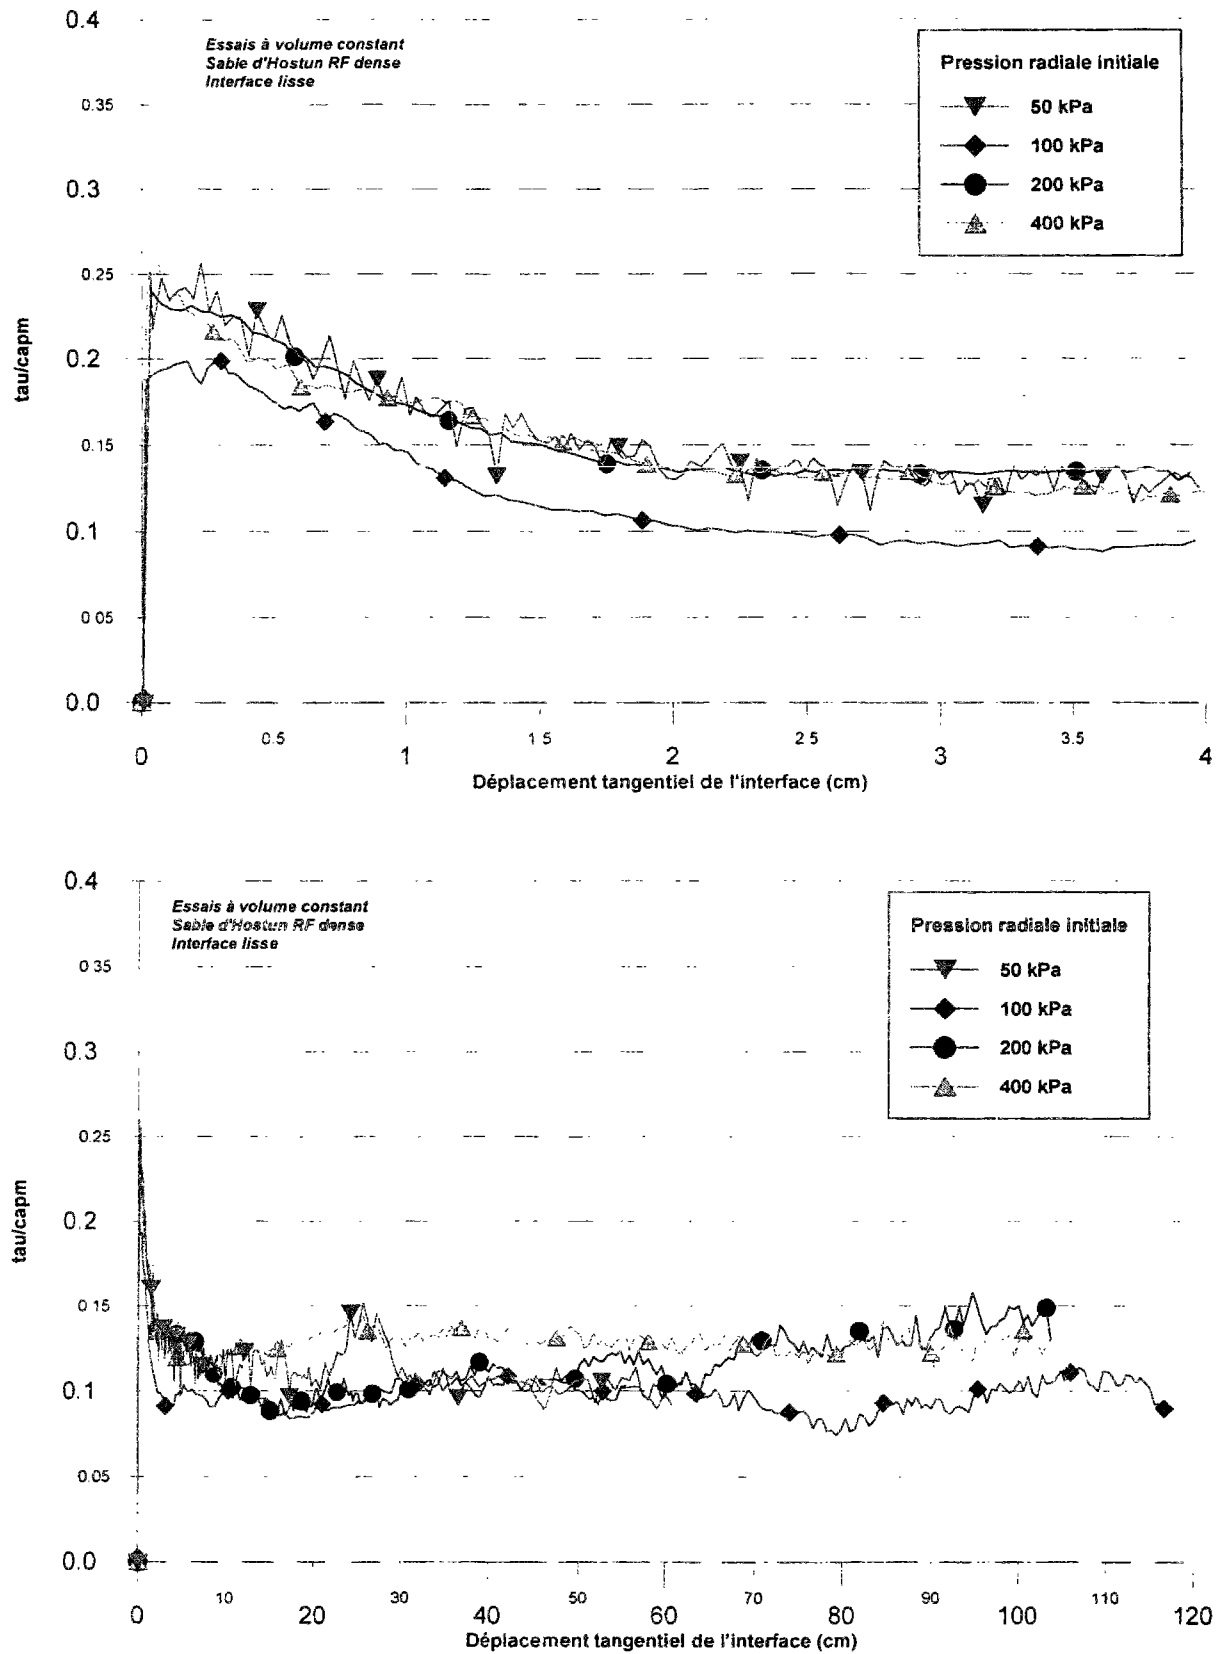 0.4
Essais à volume constant
Sable d'Hostun RF dense
Interface lisse
Pression radiale initiale
50 kPa
100 kPa
200 kPa
400 kPa
0.35
0.3
0.25
0.2
0.15
0.1
0.05
0.0
tau/capm
0.5
1.5
2.5
3.5
0
1
2
3
4
Déplacement tangentiel de l'interface (cm)
0.4
Essais à volume constant
Sable d'Hostun RF dense
Interface lisse
Pression radiale initiale
50 kPa
100 kPa
200 kPa
400 kPa
0.35
0.3
0.25
0.2
0.15
0.1
0.05
0.0
tau/capm
10
30
50
70
90
110
0
20
40
60
80
100
120
Déplacement tangentiel de l'interface (cm)